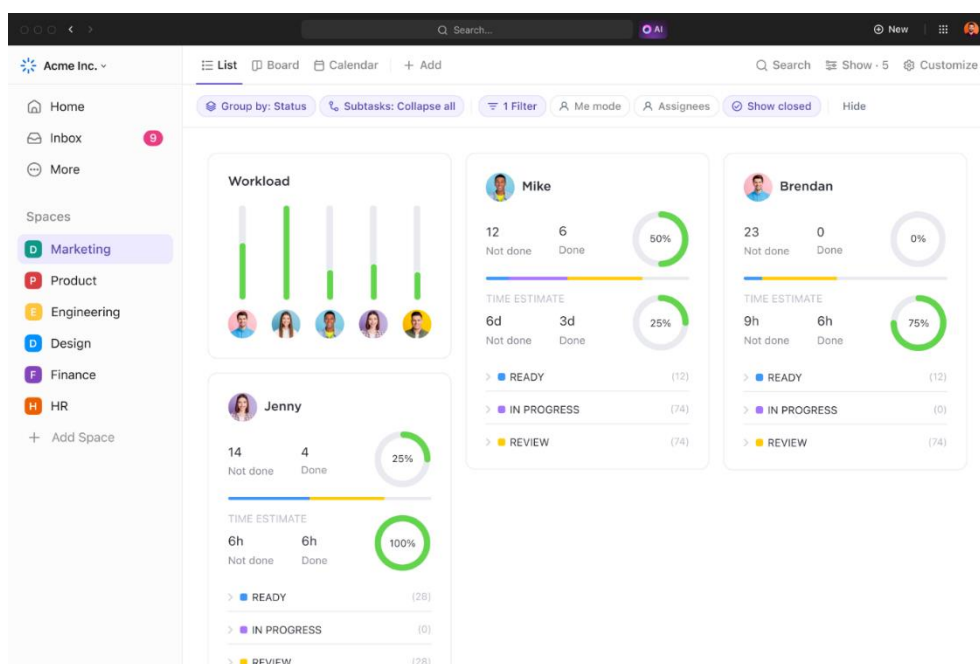 Search... AI New
Acme Inc.
List Board Calendar + Add Search Show · 5 Customize
Group by: Status Subtasks: Collapse all 1 Filter Me mode Assignees Show closed Hide
Home
Inbox 9
More
Spaces
D Marketing
P Product
E Engineering
D Design
F Finance
H HR
+ Add Space
Workload
Jenny
14 4 25%
Not done Done
TIME ESTIMATE
6h 6h 100%
Not done Done
READY (28)
IN PROGRESS (0)
REVIEW (28)
Mike
12 6 50%
Not done Done
TIME ESTIMATE
6d 3d 25%
Not done Done
READY (12)
IN PROGRESS (74)
REVIEW (74)
Brendan
23 0 0%
Not done Done
TIME ESTIMATE
9h 6h 75%
Not done Done
READY (12)
IN PROGRESS (0)
REVIEW (74)